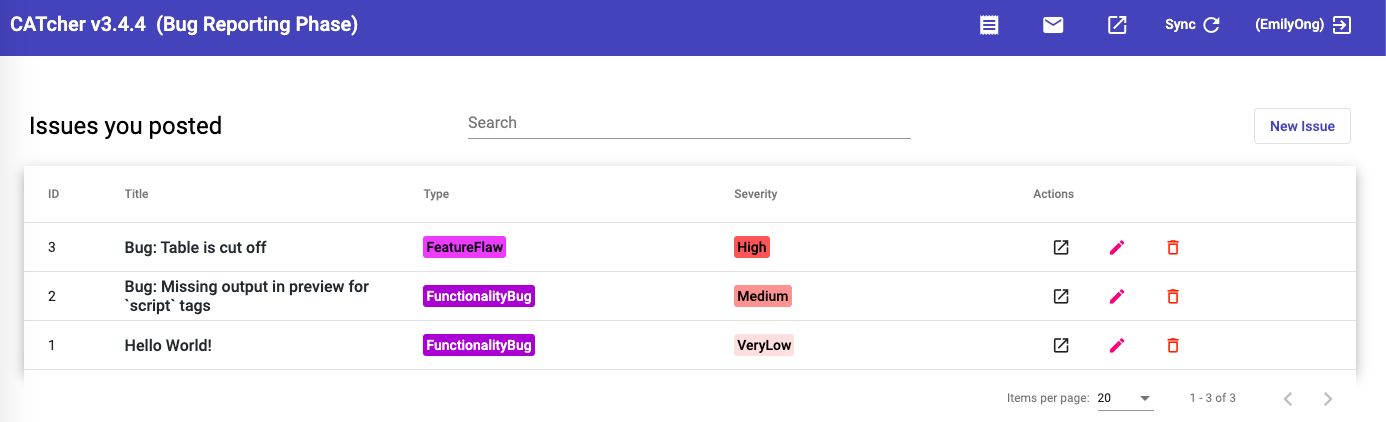 CATcher v3.4.4 (Bug Reporting Phase)
Sync
(EmilyOng)
Issues you posted
Search
New Issue
ID Title Type Severity Actions
3 Bug: Table is cut off FeatureFlaw High
2 Bug: Missing output in preview for
`script` tags FunctionalityBug Medium
1 Hello World! FunctionalityBug VeryLow
Items per page: 20 1 - 3 of 3